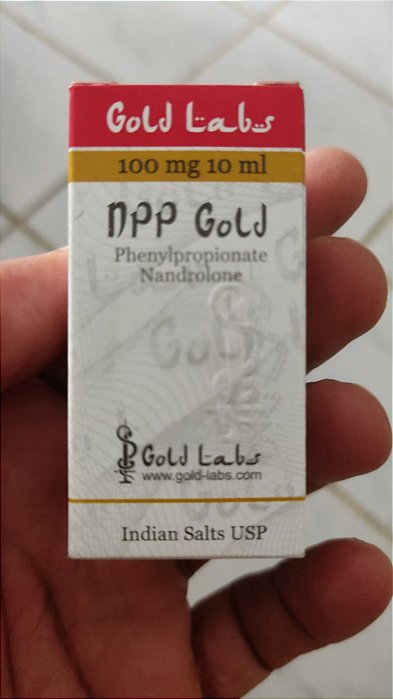 Gold Labs
100 mg 10 ml
NPP Gold
Phenylpropionate
Nandrolone
Gold
Gold Labs
www.gold-labs.com
Indian Salts USP